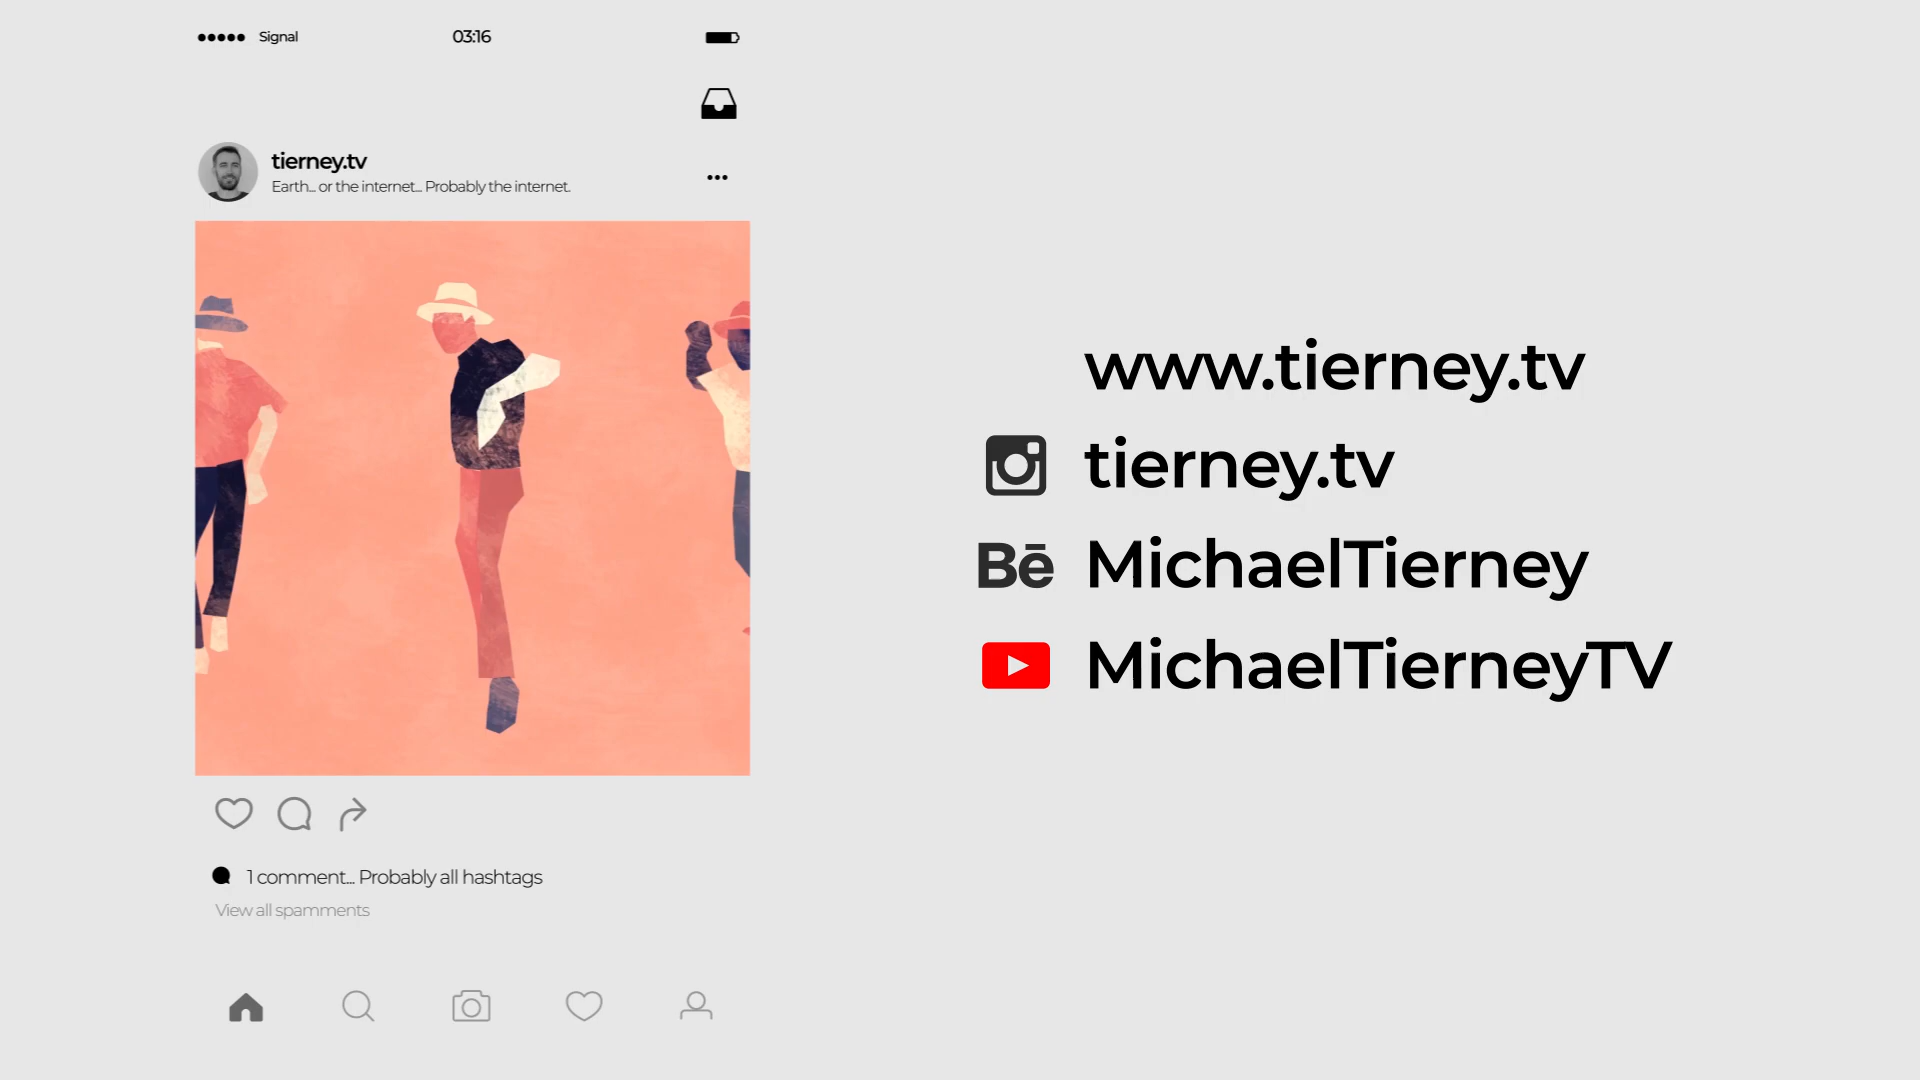 Signal
03:16
tierney.tv
Earth... or the internet... Probably the internet.
1 comment... Probably all hashtags
View all spamments
www.tierney.tv
tierney.tv
Bē MichaelTierney
MichaelTierneyTV